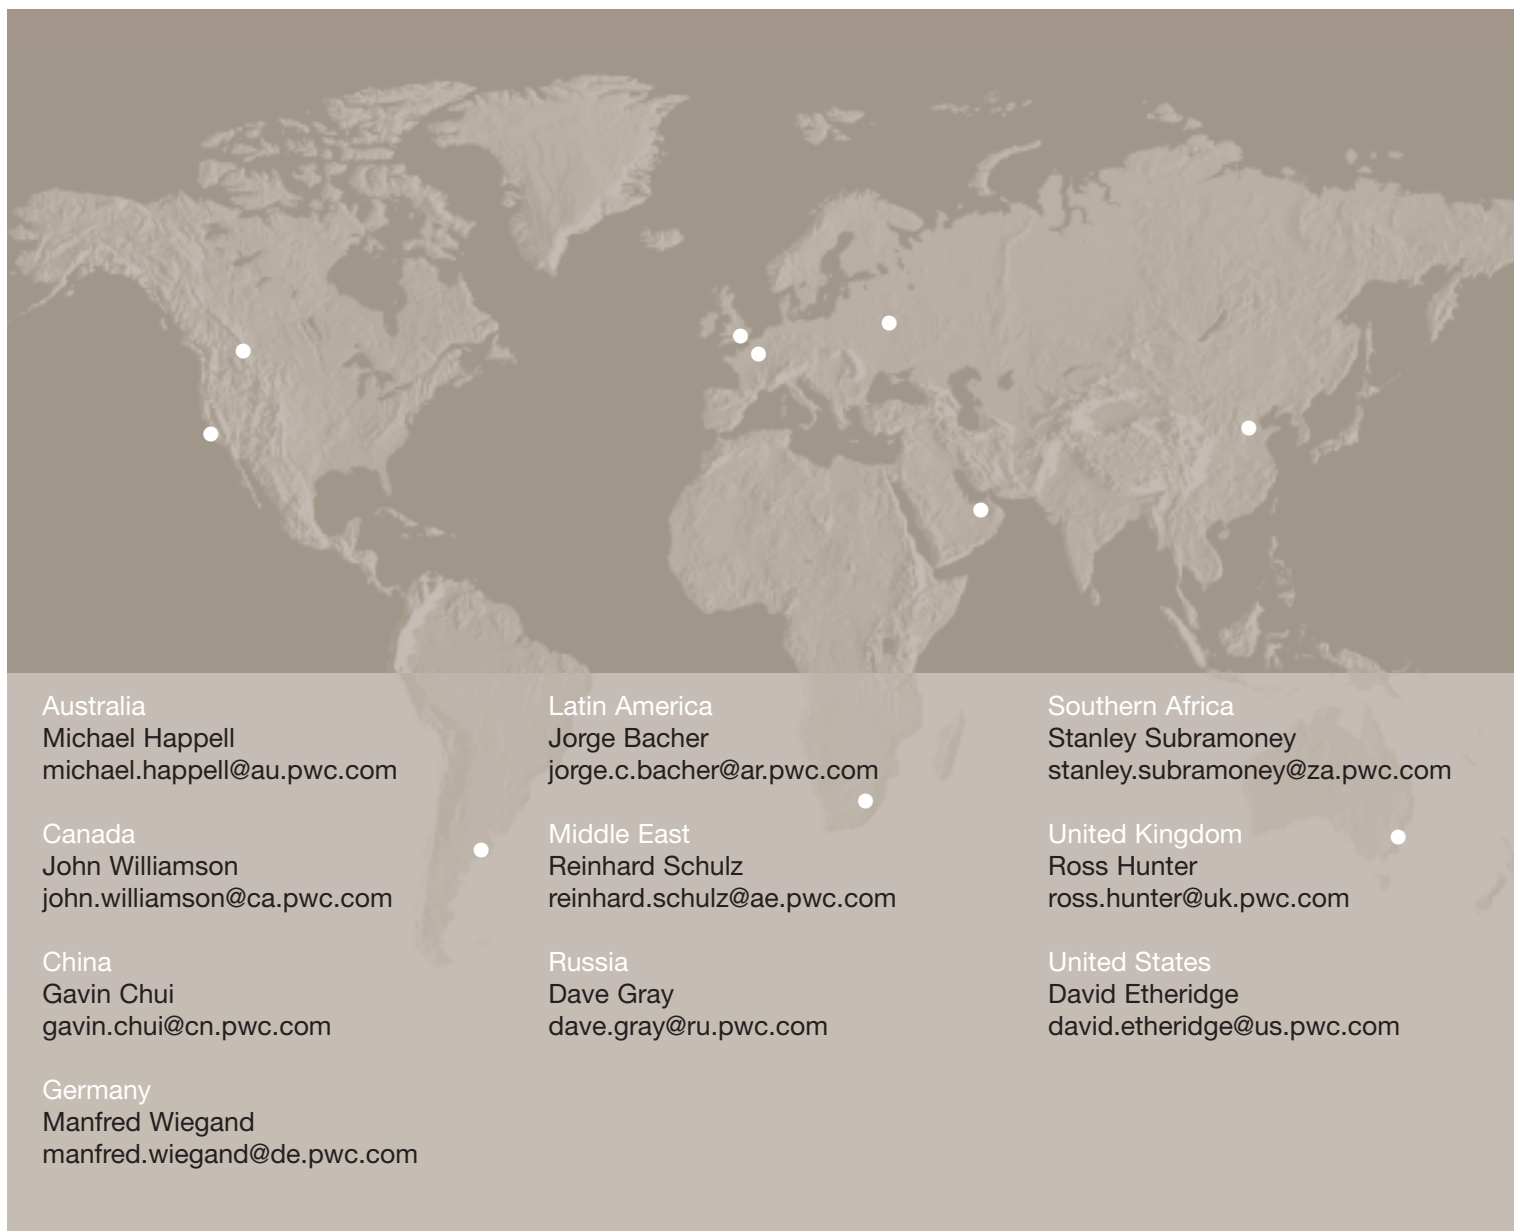 Australia
Michael Happell
michael.happell@au.pwc.com
Canada
John Williamson
john.williamson@ca.pwc.com
China
Gavin Chui
gavin.chui@cn.pwc.com
Germany
Manfred Wiegand
manfred.wiegand@de.pwc.com
Latin America
Jorge Bacher
jorge.c.bacher@ar.pwc.com
Middle East
Reinhard Schulz
reinhard.schulz@ae.pwc.com
Russia
Dave Gray
dave.gray@ru.pwc.com
Southern Africa
Stanley Subramoney
stanley.subramoney@za.pwc.com
United Kingdom
Ross Hunter
ross.hunter@uk.pwc.com
United States
David Etheridge
david.etheridge@us.pwc.com